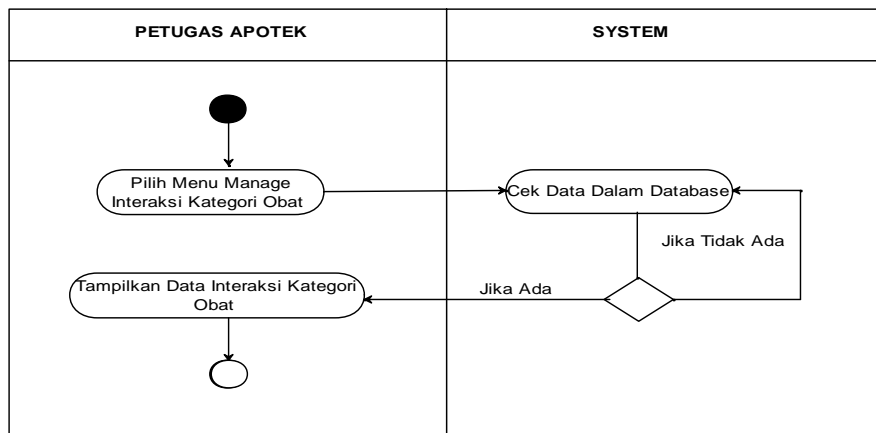 PETUGAS APOTEK
SYSTEM
Pilih Menu Manage
Interaksi Kategori Obat
Cek Data Dalam Database
Jika Tidak Ada
Tampilkan Data Interaksi Kategori
Obat
Jika Ada